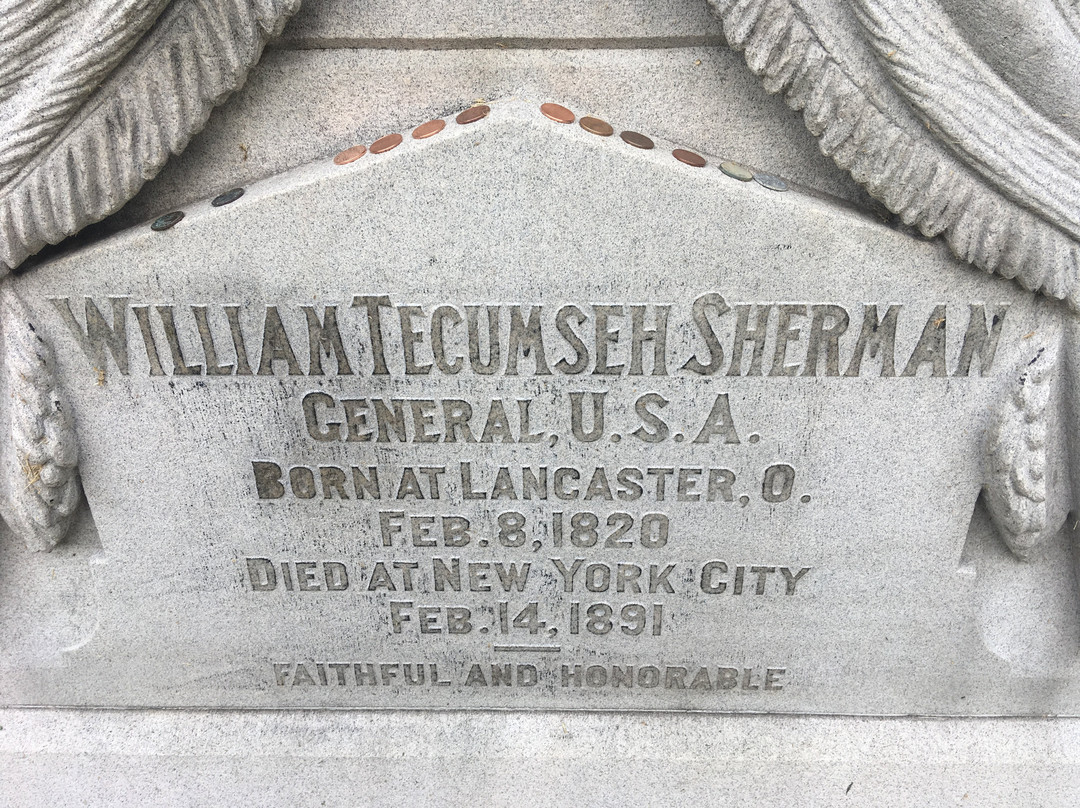 WILLIAM TECUMSEH SHERMAN
GENERAL, U.S.A.
BORN AT LANCASTER, O.
FEB. 8, 1820
DIED AT NEW YORK CITY
FEB. 14, 1891
FAITHFUL AND HONORABLE